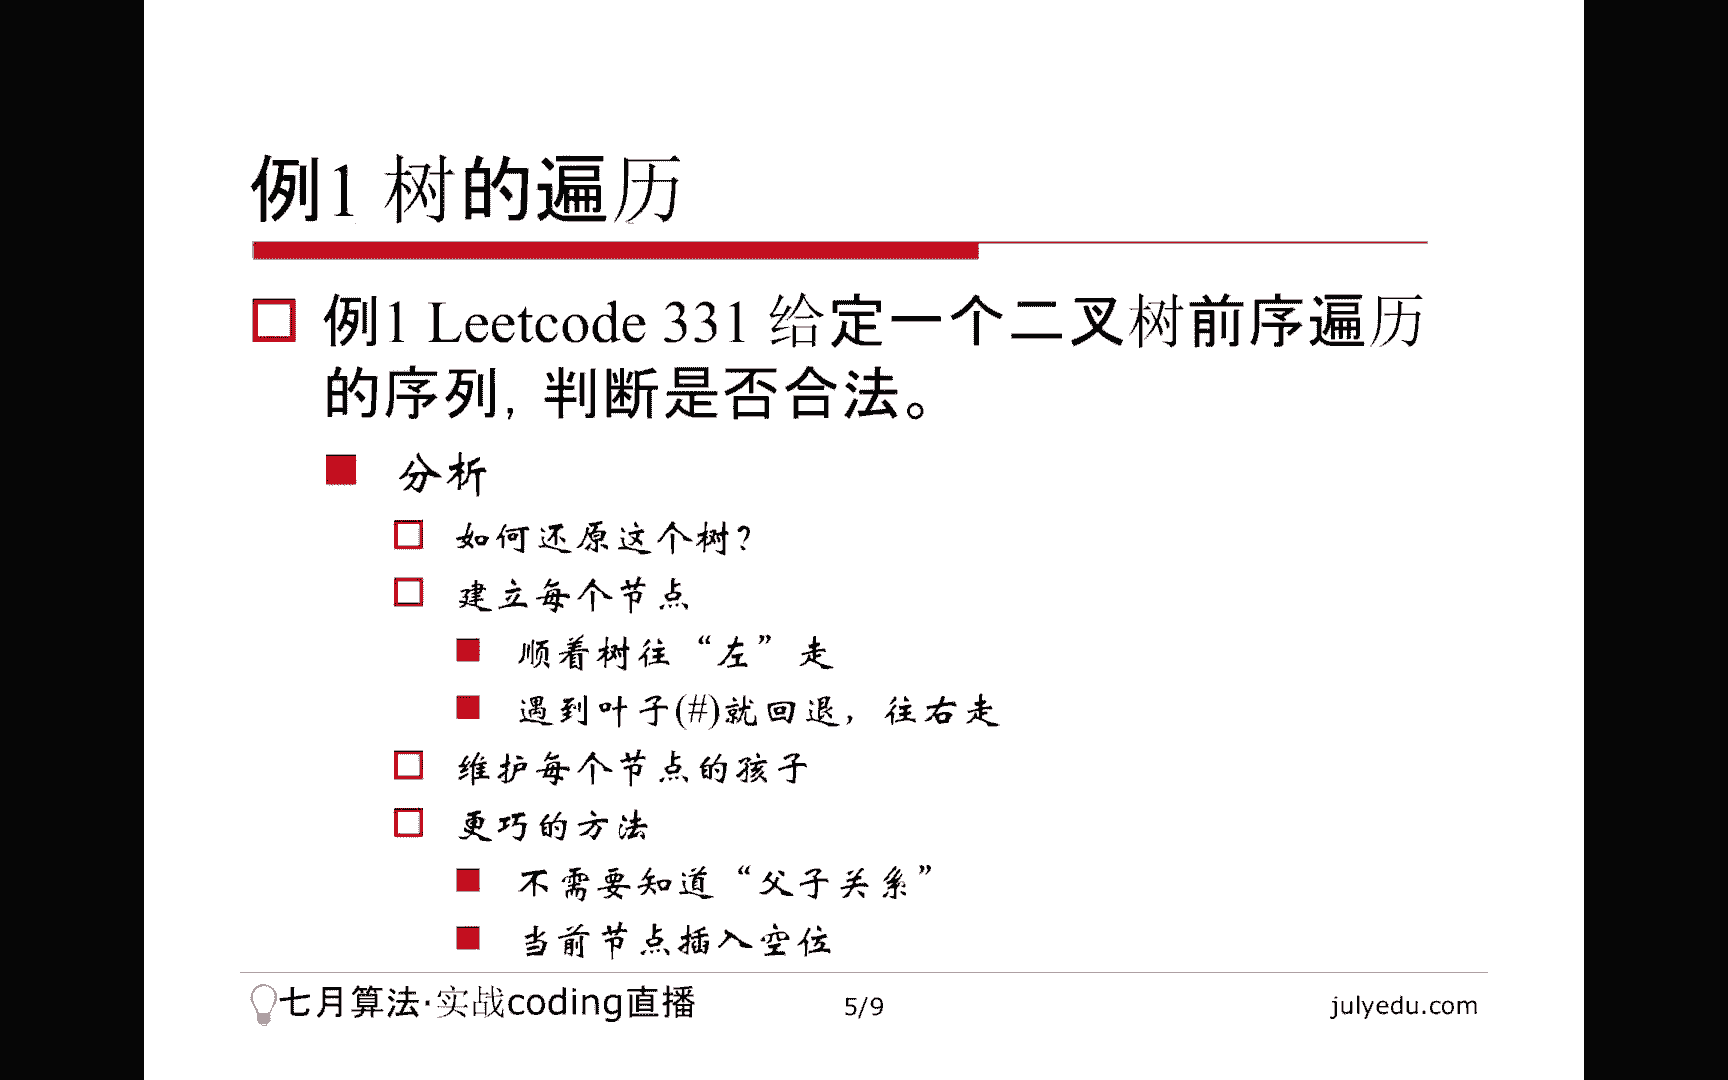 例1 树的遍历
例1 Leetcode 331 给定一个二叉树前序遍历
的序列，判断是否合法。
分析
如何还原这个树？
建立每个节点
顺着树往“左”走
遇到叶子(#)就回退，往右走
维护每个节点的孩子
更巧的方法
不需要知道“父子关系”
当前节点插入空位
七月算法·实战coding直播
5/9
julyedu.com